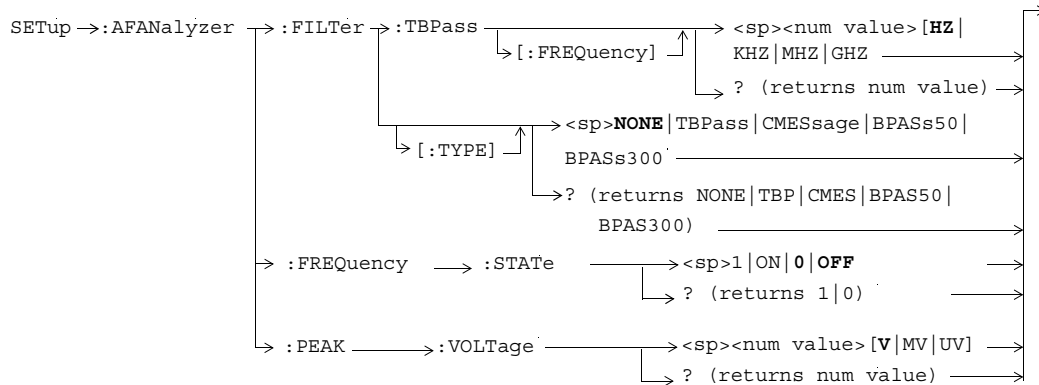 SETup :AFANalyzer :FILTer :TBPass <sp><num value>[HZ|
[:FREQuency] KHZ|MHZ|GHZ
? (returns num value)
<sp>NONE|TBPass|CMESsage|BPASs50|
[:TYPE] BPASs300
? (returns NONE|TBP|CMES|BPAS50|
BPAS300)
:FREQuency :STATe <sp>1|ON|0|OFF
? (returns 1|0)
:PEAK :VOLTage <sp><num value>[V|MV|UV]
? (returns num value)